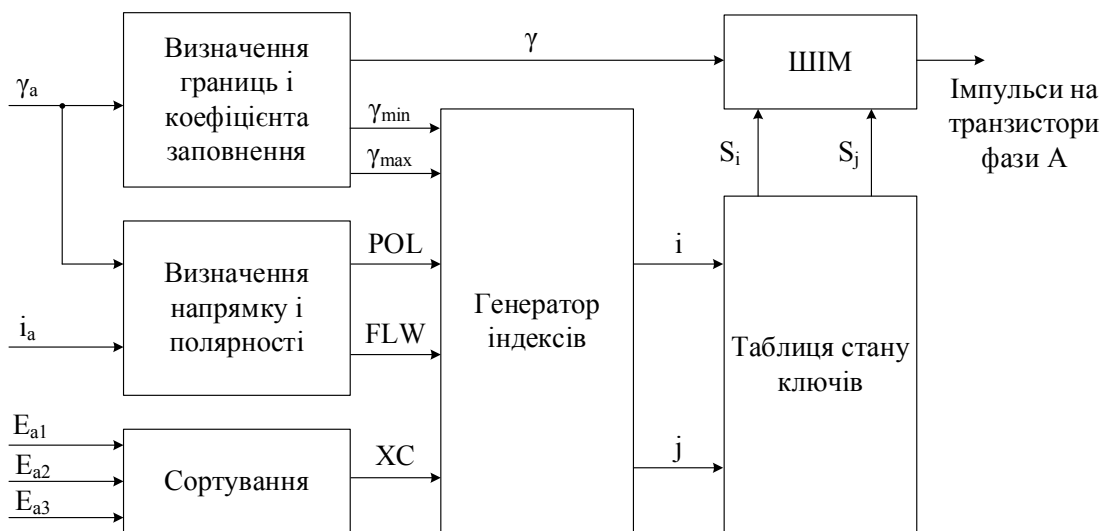 γa
Визначення
границь і
коефіцієнта
заповнення
γ
γmin
γmax
ШІМ
Імпульси на
транзистори
фази А
Si
Sj
ia
Визначення
напрямку і
полярності
POL
FLW
Генератор
індексів
i
j
Таблиця стану
ключів
Ea1
Ea2
Ea3
Сортування
XC